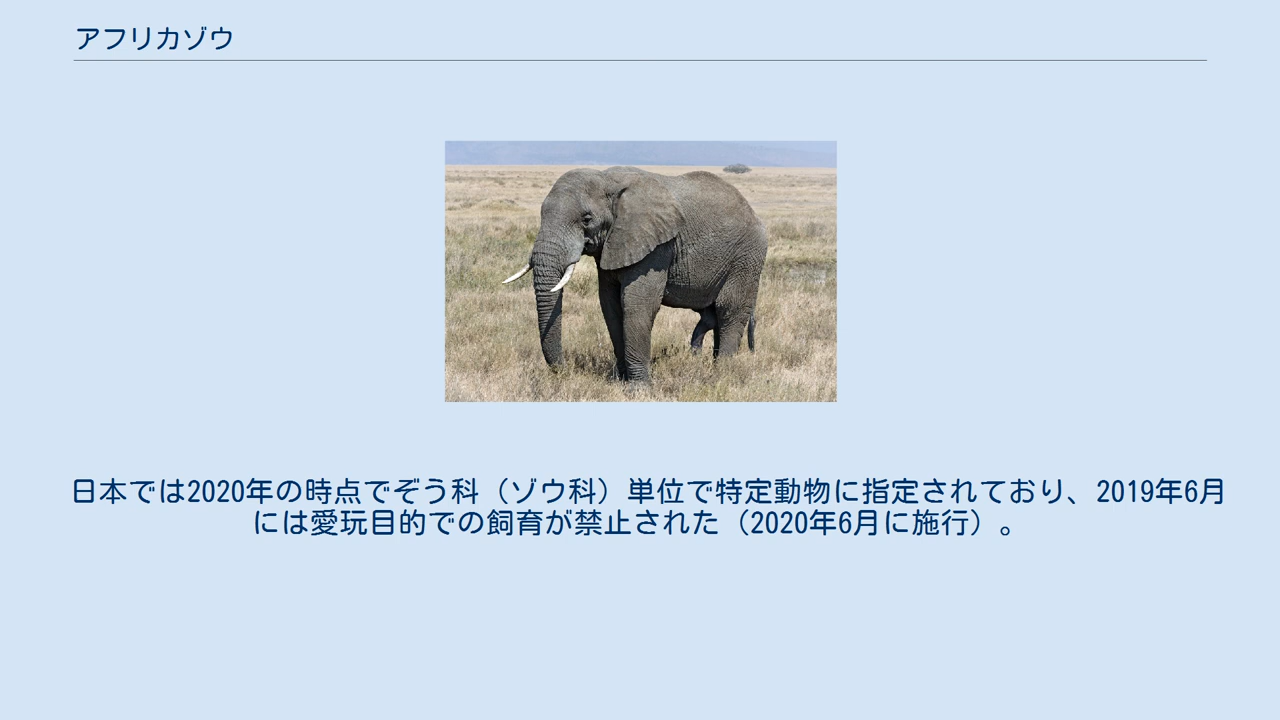 アフリカゾウ
日本では2020年の時点でぞう科（ゾウ科）単位で特定動物に指定されており、2019年6月
には愛玩目的での飼育が禁止された（2020年6月に施行）。